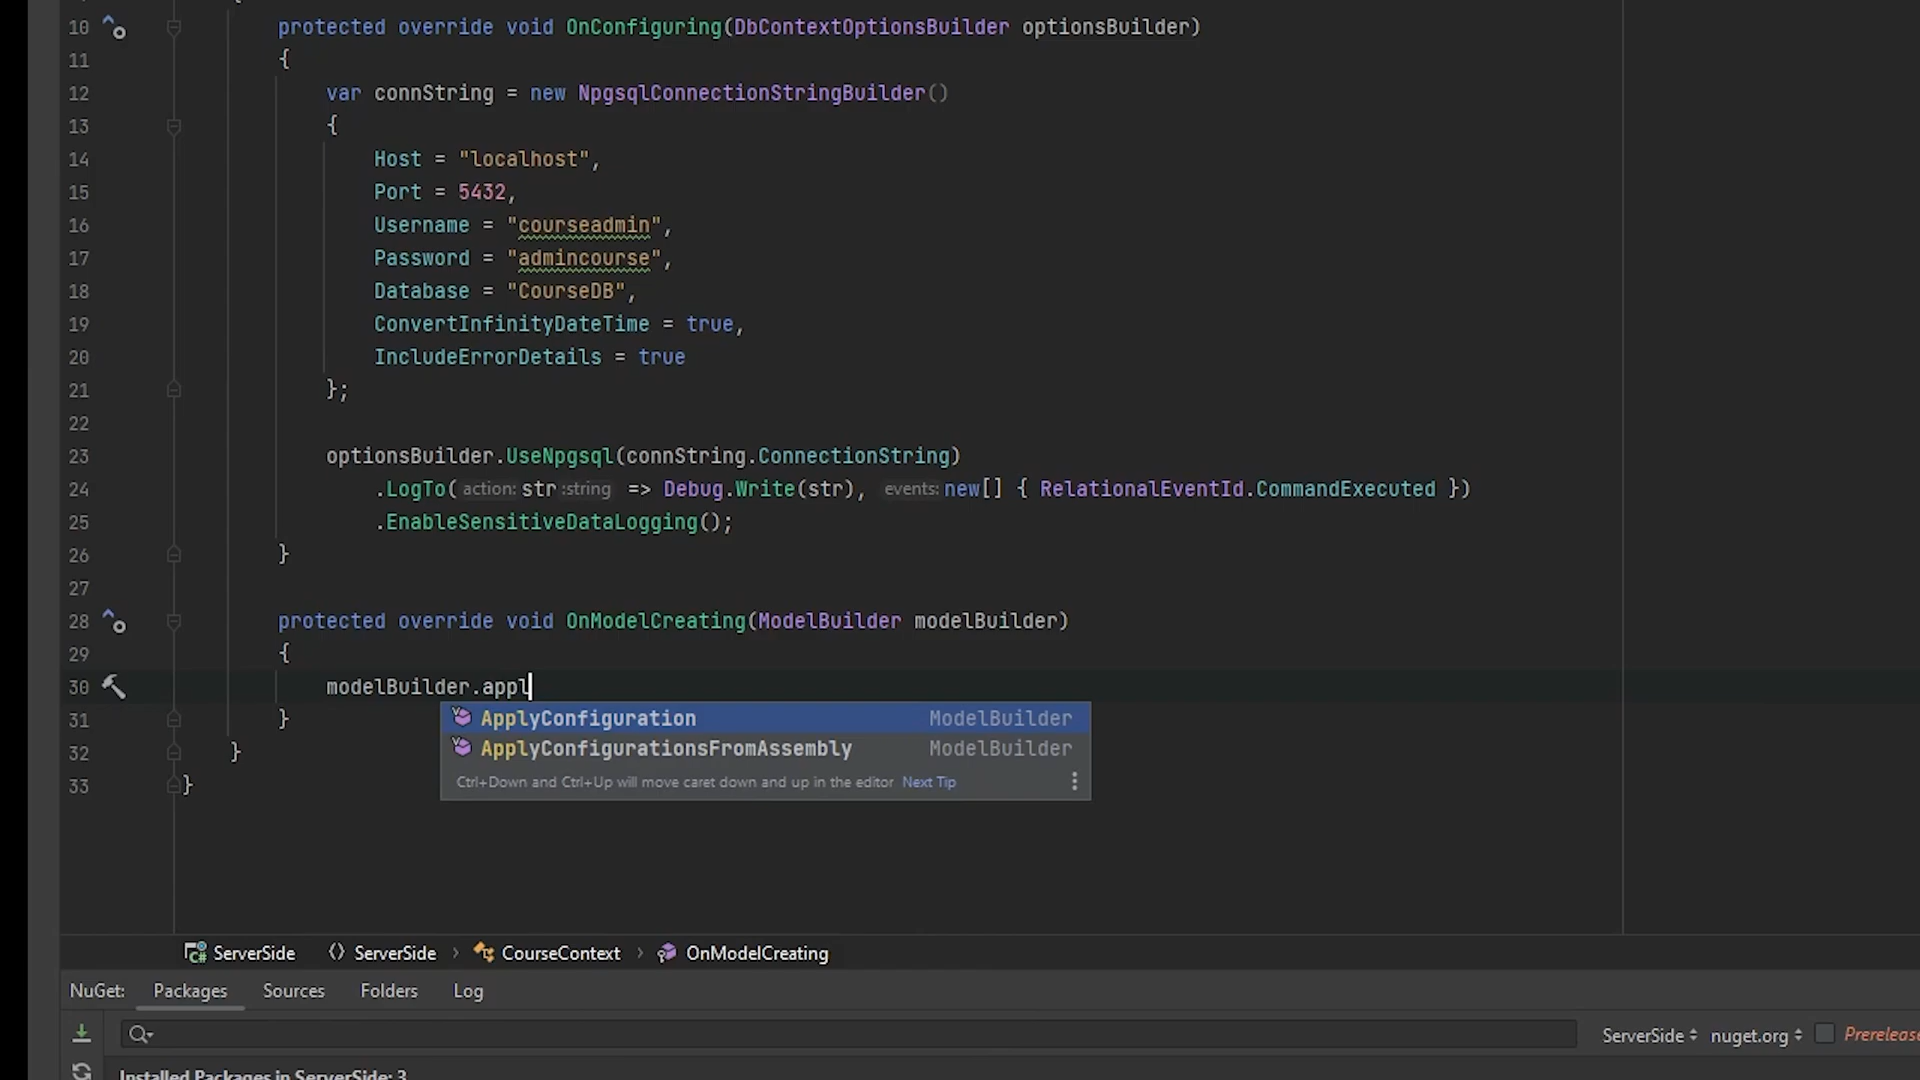 10 protected override void OnConfiguring(DbContextOptionsBuilder optionsBuilder)
11 {
12 var connString = new NpgsqlConnectionStringBuilder()
13 {
14 Host = "localhost",
15 Port = 5432,
16 Username = "courseadmin",
17 Password = "admincourse",
18 Database = "CourseDB",
19 ConvertInfinityDateTime = true,
20 IncludeErrorDetails = true
21 };
22
23 optionsBuilder.UseNpgsql(connString.ConnectionString)
24 .LogTo( action: str :string => Debug.Write(str), events: new[] { RelationalEventId.CommandExecuted })
25 .EnableSensitiveDataLogging();
26 }
27
28 protected override void OnModelCreating(ModelBuilder modelBuilder)
29 {
30 modelBuilder.appl
31 }
ApplyConfiguration ModelBuilder
32 }
ApplyConfigurationsFromAssembly ModelBuilder
33 }
Ctrl+Down and Ctrl+Up will move caret down and up in the editor Next Tip
ServerSide ServerSide › CourseContext › OnModelCreating
NuGet: Packages Sources Folders Log
ServerSide nuget.org Prerelease
Installed Packages in ServerSide: 3